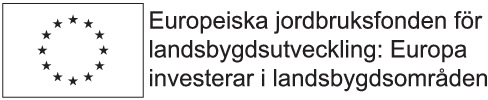 Europeiska jordbruksfonden för
landsbygdsutveckling: Europa
investerar i landsbygdsområden